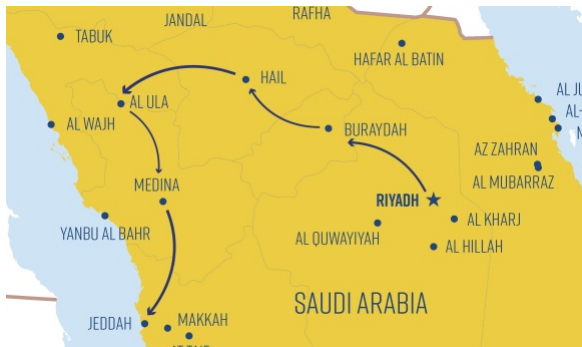 RAFHA
JANDAL
TABUK
HAFAR AL BATIN
HAIL
AL ULA
AL WAJH
BURAYDAH
AZ ZAHRAN
AL MUBARRAZ
MEDINA
RIYADH
AL KHARJ
YANBU AL BAHR
AL QUWAYIYAH
AL HILLAH
SAUDI ARABIA
JEDDAH
MAKKAH